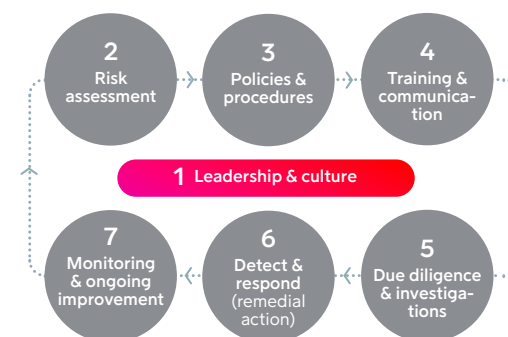 2
Risk
assessment
3
Policies &
procedures
4
Training &
communica-
tion
1 Leadership & culture
7
Monitoring
& ongoing
improvement
6
Detect &
respond
(remedial
action)
5
Due diligence
& investiga-
tions